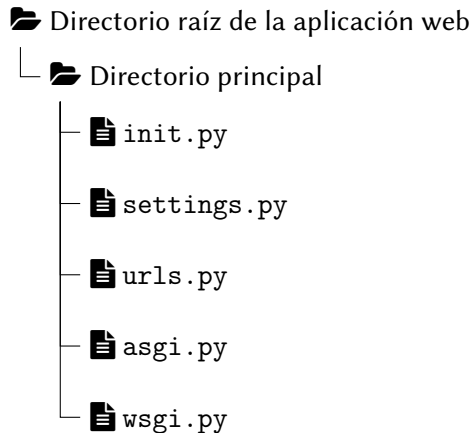 Directorio raíz de la aplicación web
Directorio principal
init.py
settings.py
urls.py
asgi.py
wsgi.py